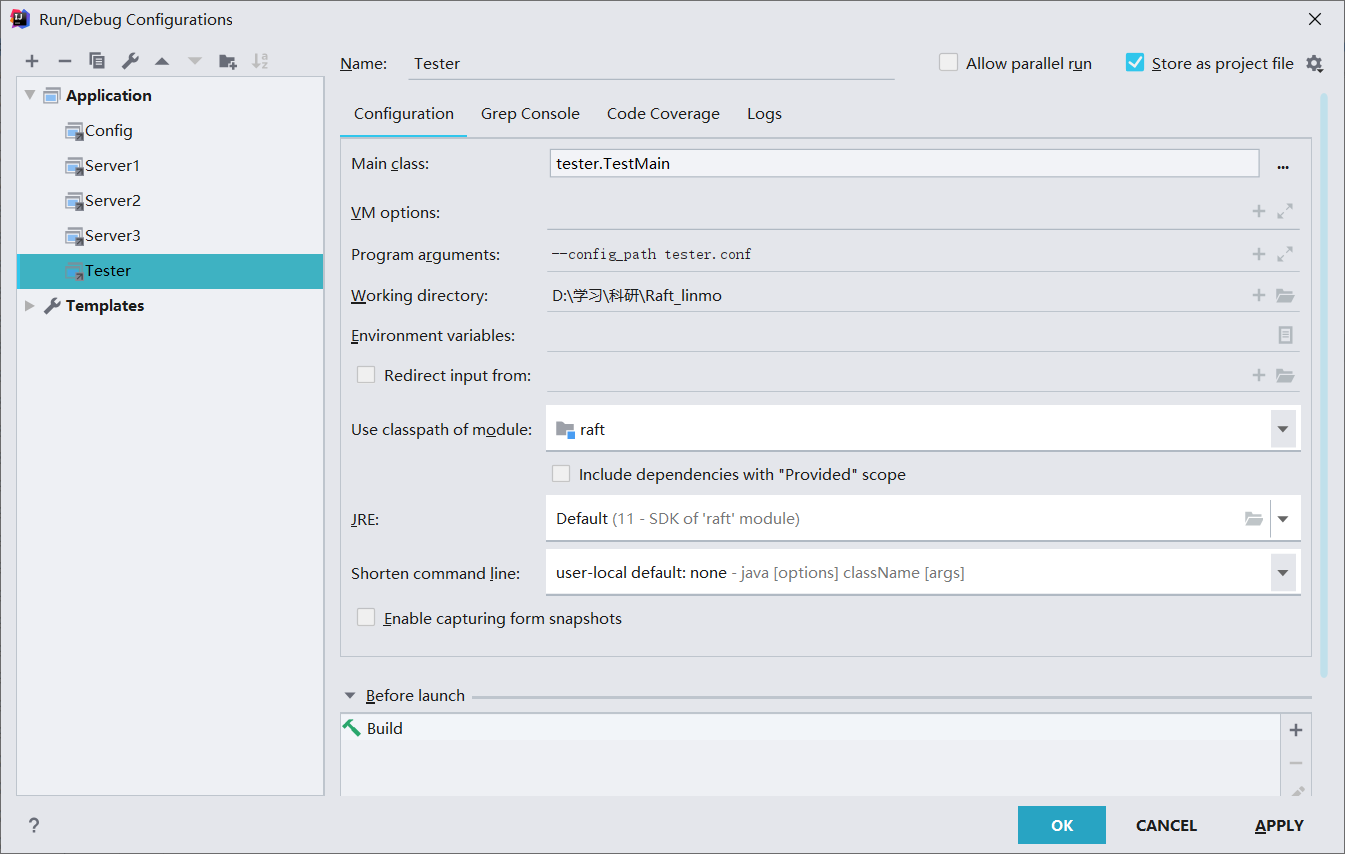 Run/Debug Configurations
Name: Tester
Allow parallel run
Store as project file
Application
Config
Server1
Server2
Server3
Tester
Templates
Configuration
Grep Console
Code Coverage
Logs
Main class: tester.TestMain
...
VM options:
Program arguments: --config_path tester.conf
Working directory: D:\学习\科研\Raft_linmo
Environment variables:
Redirect input from:
Use classpath of module: raft
Include dependencies with "Provided" scope
JRE: Default (11 - SDK of 'raft' module)
Shorten command line: user-local default: none - java [options] className [args]
Enable capturing form snapshots
Before launch
Build
?
OK
CANCEL
APPLY